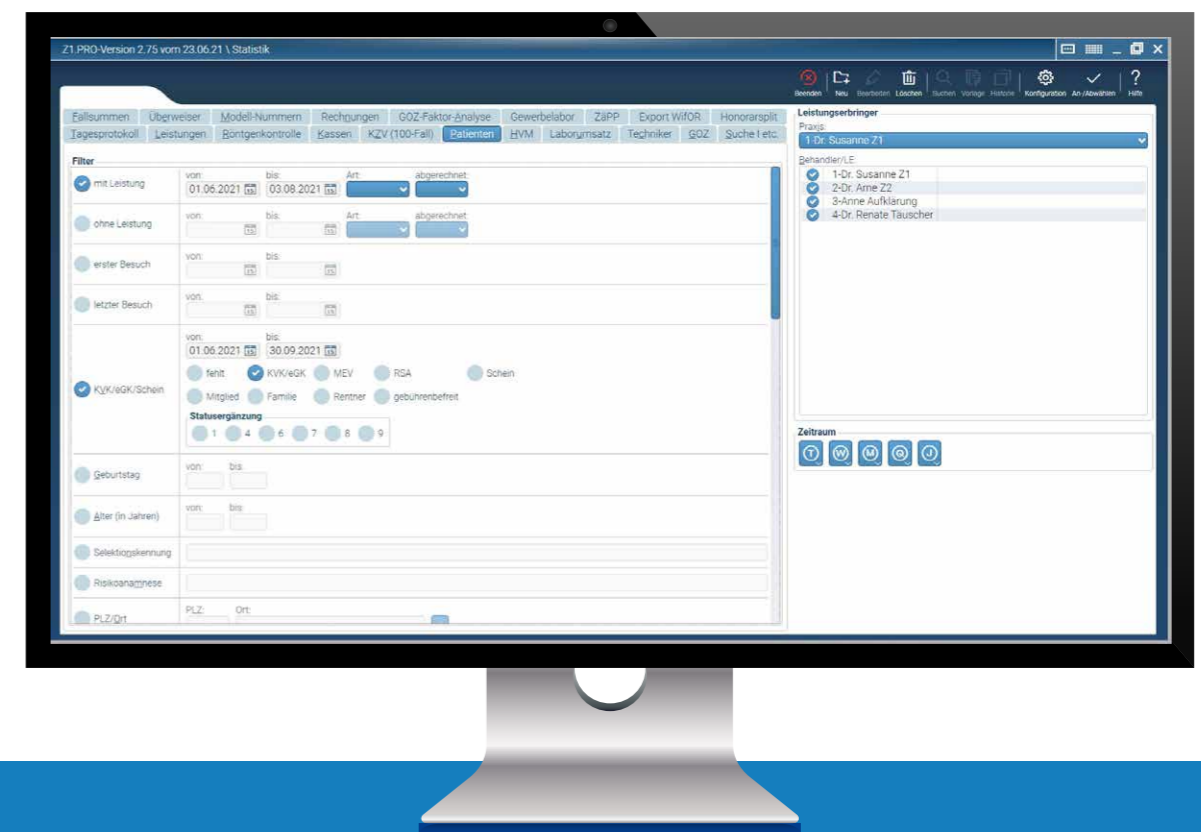 Z1.PRO-Version 2.75 vom 23.06.21 \ Statistik
Beenden Neu Bearbeiten Löschen Suchen Vorlage Historie Konfiguration An-/Abwählen ? Hilfe
Fallsummen Überweiser Modell-Nummern Rechnungen GOZ-Faktor-Analyse Gewerbelabor ZäPP Export WifOR Honorarsplit
Tagesprotokoll Leistungen Röntgenkontrolle Kassen KZV (100-Fall) Patienten HVM Laborumsatz Techniker GOZ Suche I etc.
Filter
mit Leistung
von: bis: Art: abgerechnet:
01.06.2021 03.08.2021
ohne Leistung
von: bis: Art: abgerechnet:
erster Besuch
von: bis:
letzter Besuch
von: bis:
KVK/eGK/Schein
von: bis:
01.06.2021 30.09.2021
fehlt KVK/eGK MEV RSA Schein
Mitglied Familie Rentner gebührenbefreit
Statusergänzung
1 4 6 7 8 9
Geburtstag
von: bis:
Alter (in Jahren)
von: bis:
Selektionskennung
Risikoanamnese
PLZ/Ort
PLZ: Ort:
Leistungserbringer
Praxis:
1-Dr. Susanne Z1
Behandler/LE:
1-Dr. Susanne Z1
2-Dr. Arne Z2
3-Anne Aufklärung
4-Dr. Renate Täuscher
Zeitraum
T W M Q J